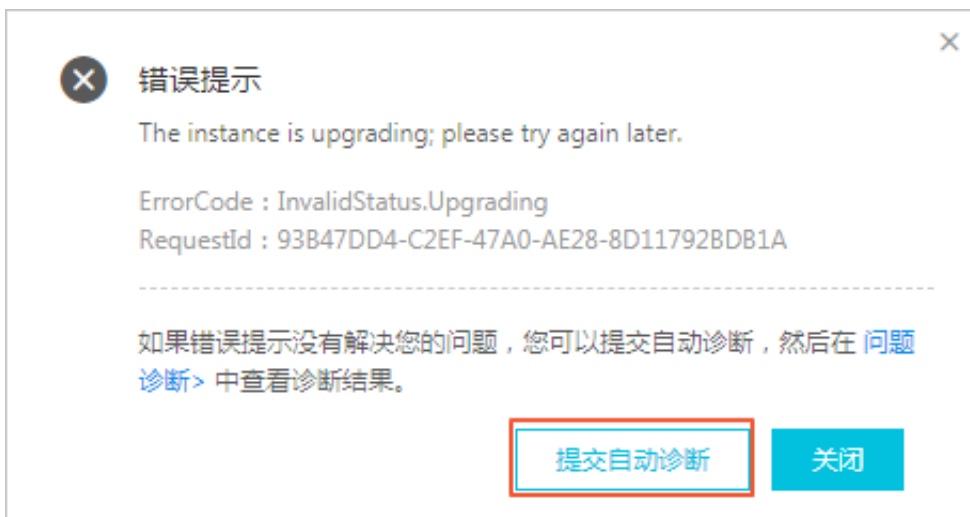 错误提示
The instance is upgrading; please try again later.
ErrorCode：InvalidStatus.Upgrading
RequestId：93B47DD4-C2EF-47A0-AE28-8D11792BDB1A
如果错误提示没有解决您的问题，您可以提交自动诊断，然后在 问题
诊断> 中查看诊断结果。
提交自动诊断
关闭